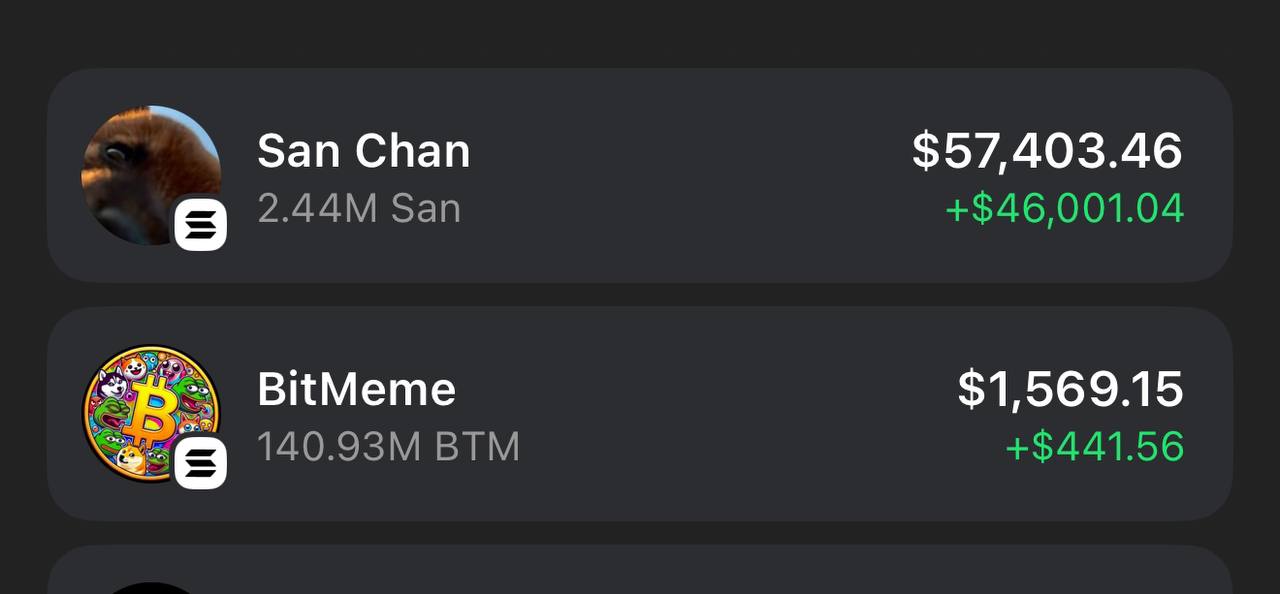 San Chan
$57,403.46
2.44M San
+$46,001.04
BitMeme
$1,569.15
140.93M BTM
+$441.56